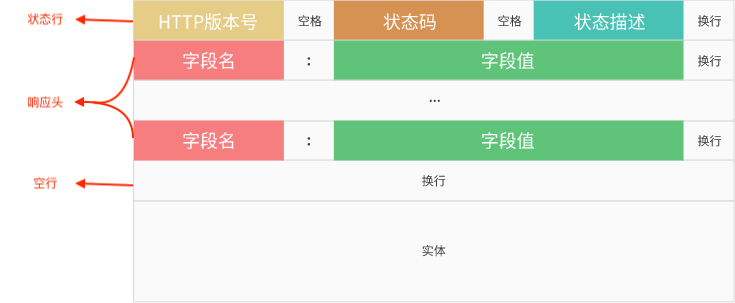 状态行 HTTP版本号 空格 状态码 空格 状态描述 换行
字段名 : 字段值 换行
响应头 ...
字段名 : 字段值 换行
空行 换行
实体